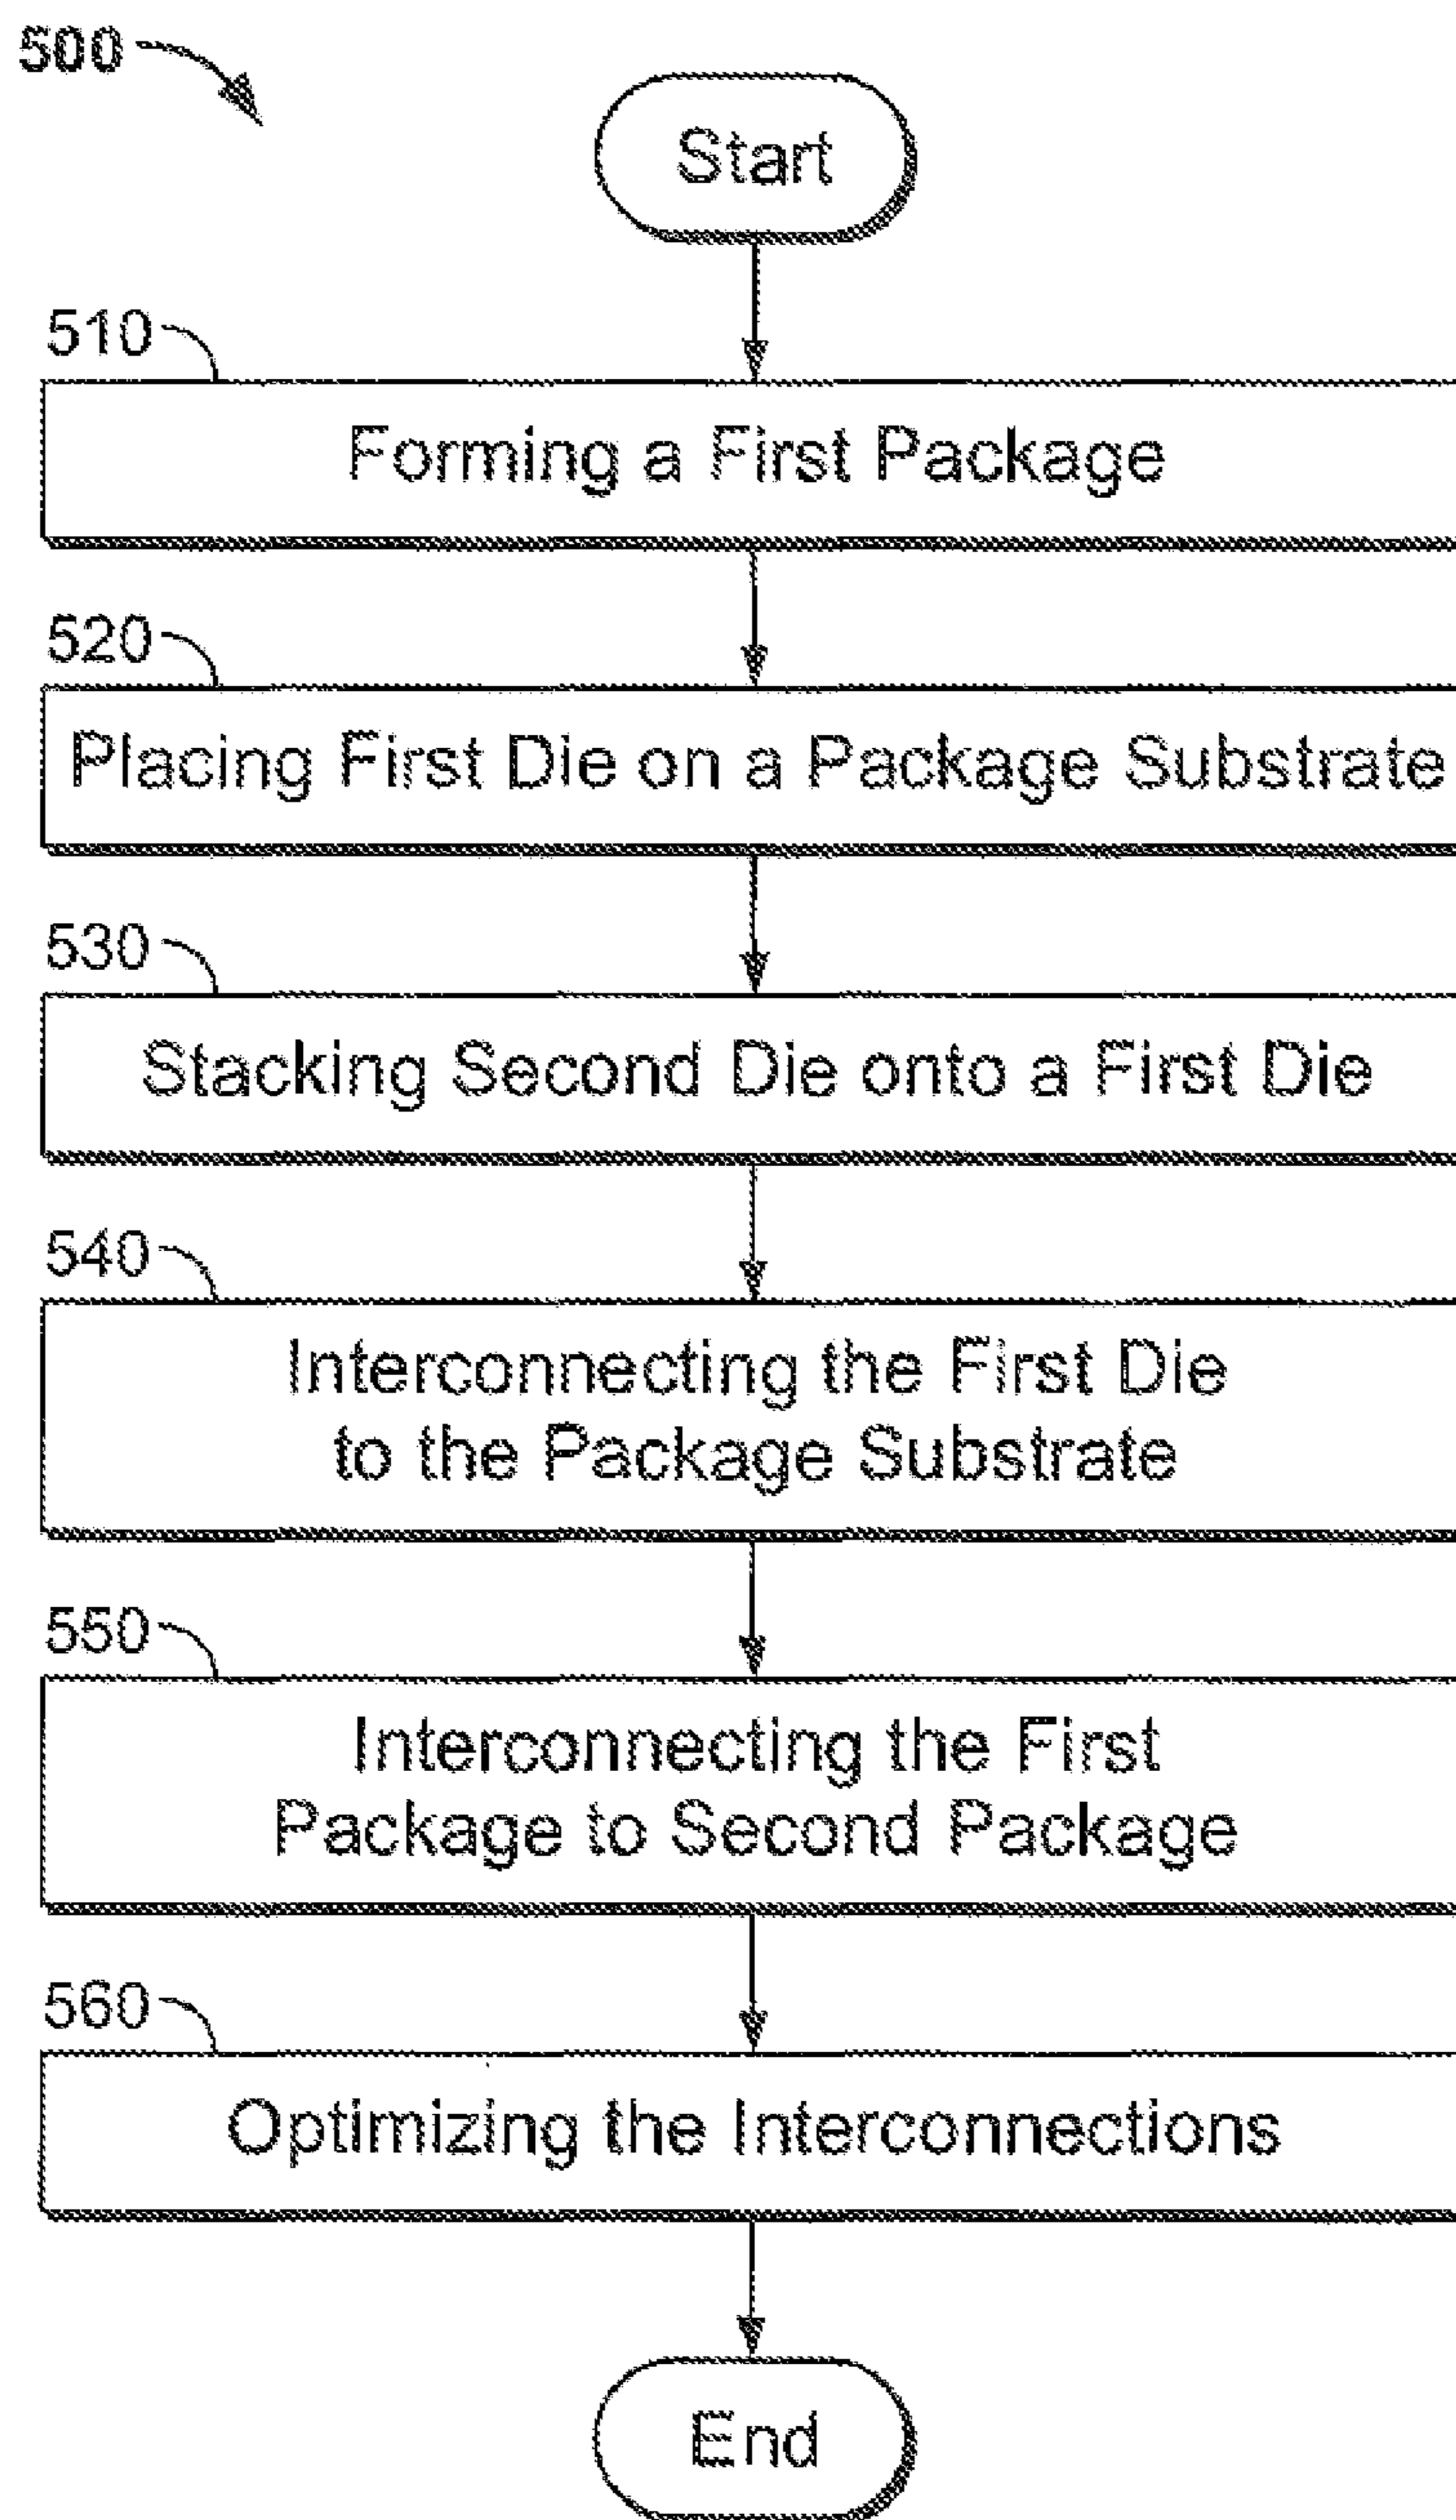 500
Start
510
Forming a First Package
520
Placing First Die on a Package Substrate
530
Stacking Second Die onto a First Die
540
Interconnecting the First Die
to the Package Substrate
550
Interconnecting the First
Package to Second Package
560
Optimizing the Interconnections
End